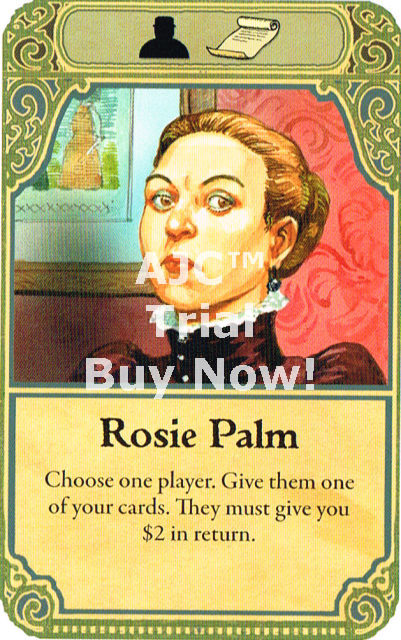 AJC™
Trial
Buy Now!
Rosie Palm
Choose one player. Give them one
of your cards. They must give you
$2 in return.